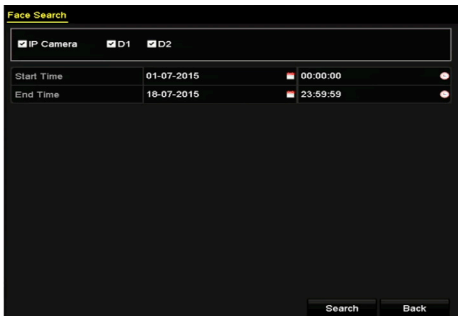 Face Search
IP Camera D1 D2
Start Time 01-07-2015 00:00:00
End Time 18-07-2015 23:59:59
Search Back